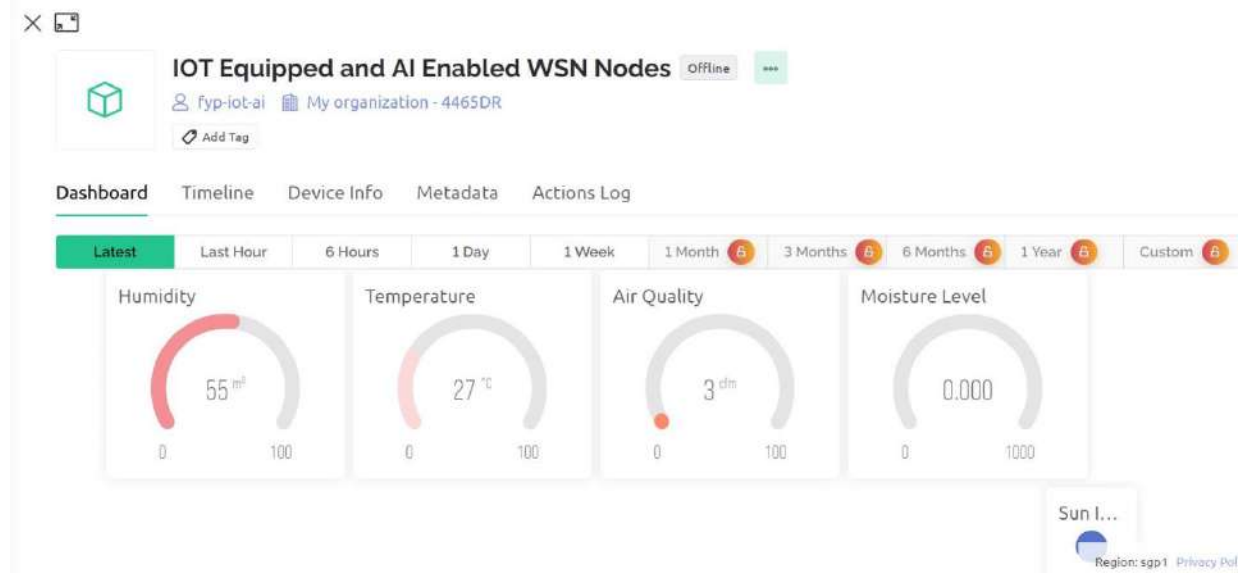 IOT Equipped and AI Enabled WSN Nodes Offline
fyp-iot-ai My organization - 4465DR
Add Tag
Dashboard Timeline Device Info Metadata Actions Log
Latest Last Hour 6 Hours 1 Day 1 Week 1 Month 3 Months 6 Months 1 Year Custom
Humidity Temperature Air Quality Moisture Level
55 m³ 27 °C 3 cfm 0.000
0 100 0 100 0 100 0 1000
Sun I...
Region: sgp1 Privacy Pol